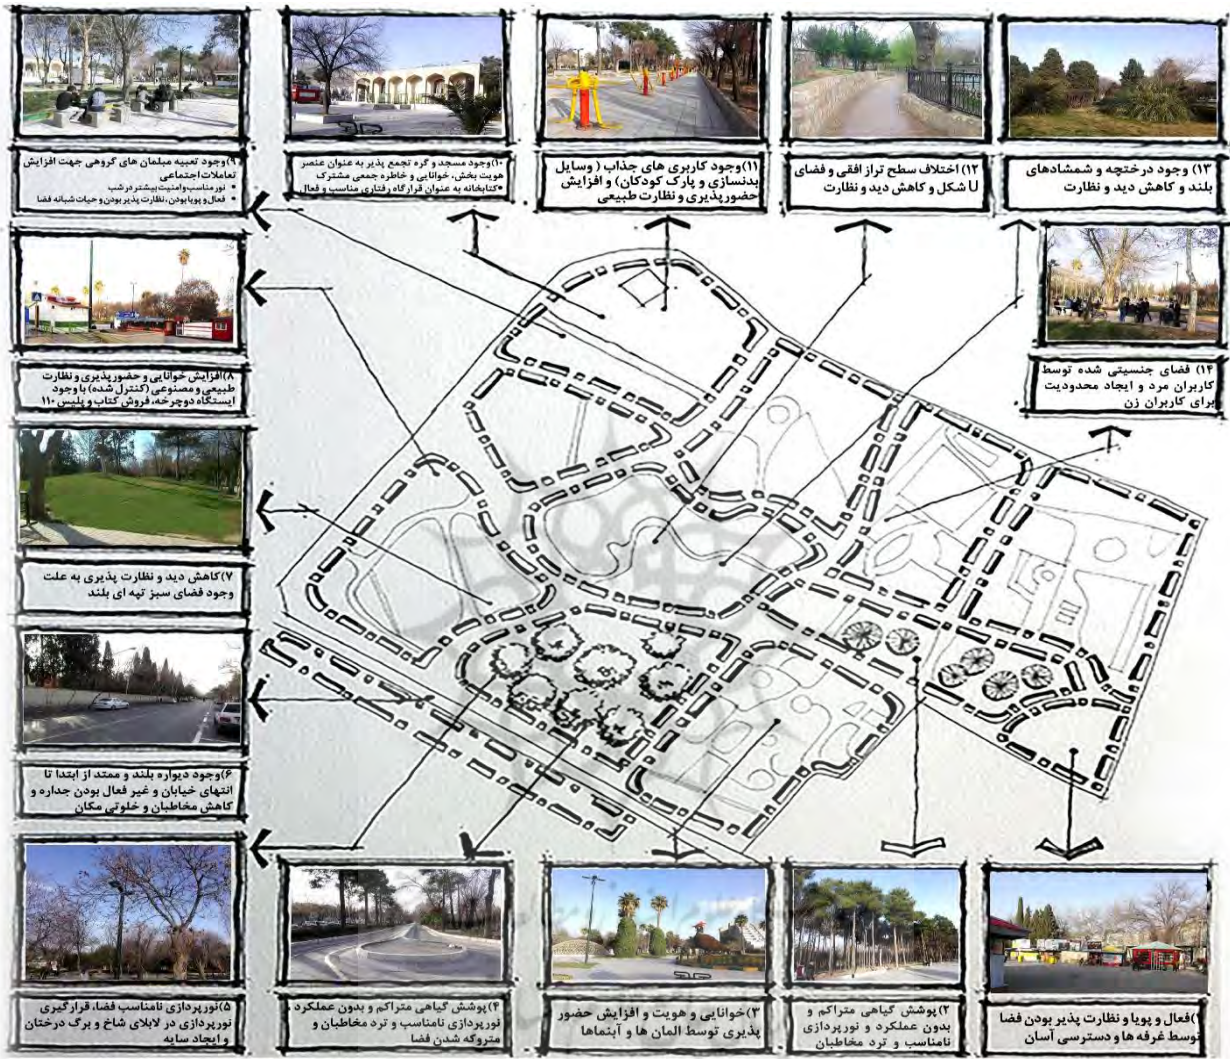 ۹)وجود تعبیه مبلمان های گروهی جهت افزایش
تعاملات اجتماعی
• نور مناسب و امنیت بیشتر در شب
• فعال و پویا بودن، نظارت پذیر بودن و حیات شبانه فضا
۱۰)وجود مسجد و گره تجمع پذیر به عنوان عنصر
هویت بخش، خوانایی و خاطره جمعی مشترک
•کتابخانه به عنوان قرارگاه رفتاری مناسب و فعال
۱۱)وجود کاربری های جذاب ( وسایل
بدنسازی و پارک کودکان) و افزایش
حضورپذیری و نظارت طبیعی
۱۲) اختلاف سطح تراز افقی و فضای
U شکل و کاهش دید و نظارت
۱۳) وجود درختچه و شمشادهای
بلند و کاهش دید و نظارت
۸)افزایش خوانایی و حضورپذیری و نظارت
طبیعی و مصنوعی (کنترل شده) با وجود
ایستگاه دوچرخه، فروش کتاب و پلیس ۱۱۰
۱۴) فضای جنسیتی شده توسط
کاربران مرد و ایجاد محدودیت
برای کاربران زن
۷)کاهش دید و نظارت پذیری به علت
وجود فضای سبز تپه ای بلند
۶)وجود دیواره بلند و ممتد از ابتدا تا
انتهای خیابان و غیر فعال بودن جداره و
کاهش مخاطبان و خلوتی مکان
۵)نورپردازی نامناسب فضا، قرارگیری
نورپردازی در لابلای شاخ و برگ درختان
و ایجاد سایه
۴)پوشش گیاهی متراکم و بدون عملکرد ،
نورپردازی نامناسب و ترد مخاطبان و
متروکه شدن فضا
۳)خوانایی و هویت و افزایش حضور
پذیری توسط المان ها و آبنماها
۲)پوشش گیاهی متراکم و
بدون عملکرد و نورپردازی
نامناسب و ترد مخاطبان
۱)فعال و پویا و نظارت پذیر بودن فضا
توسط غرفه ها و دسترسی آسان